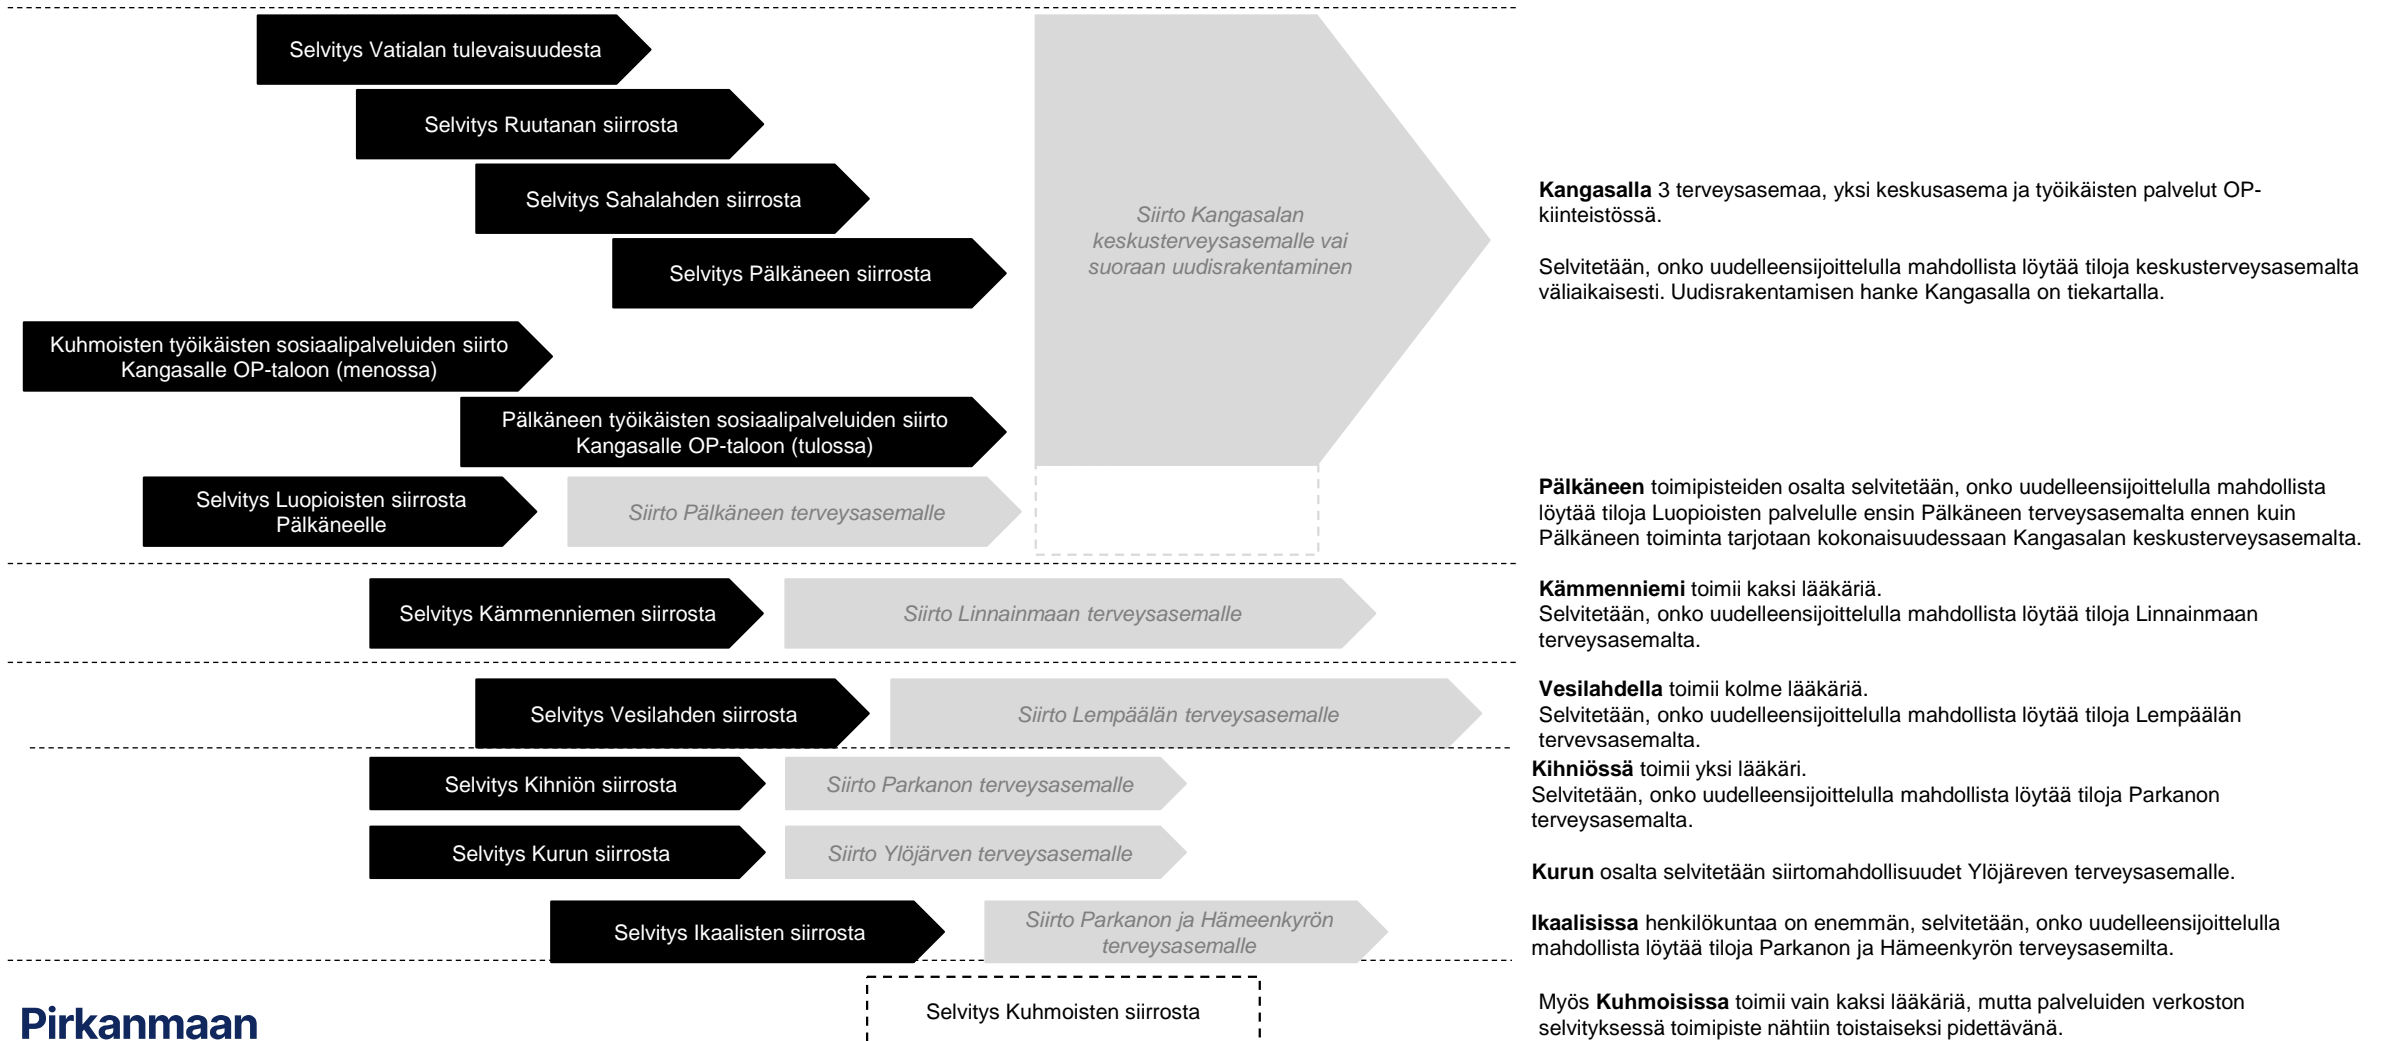 Selvitys Vatialan tulevaisuudesta
Selvitys Ruutanan siirrosta
Selvitys Sahalahden siirrosta
Selvitys Pälkäneen siirrosta
Siirto Kangasalan
keskusterveysasemalle vai
suoraan uudisrakentaminen
Kangasalla 3 terveysasemaa, yksi keskusasema ja työikäisten palvelut OP-
kiinteistössä.
Selvitetään, onko uudelleensijoittelulla mahdollista löytää tiloja keskusterveysasemalta
väliaikaisesti. Uudisrakentamisen hanke Kangasalla on tiekartalla.
Kuhmoisten työikäisten sosiaalipalveluiden siirto
Kangasalle OP-taloon (menossa)
Pälkäneen työikäisten sosiaalipalveluiden siirto
Kangasalle OP-taloon (tulossa)
Selvitys Luopioisten siirrosta
Pälkäneelle
Siirto Pälkäneen terveysasemalle
Pälkäneen toimipisteiden osalta selvitetään, onko uudelleensijoittelulla mahdollista
löytää tiloja Luopioisten palvelulle ensin Pälkäneen terveysasemalta ennen kuin
Pälkäneen toiminta tarjotaan kokonaisuudessaan Kangasalan keskusterveysasemalta.
Selvitys Kämmenniemen siirrosta
Siirto Linnainmaan terveysasemalle
Kämmenniemi toimii kaksi lääkäriä.
Selvitetään, onko uudelleensijoittelulla mahdollista löytää tiloja Linnainmaan
terveysasemalta.
Selvitys Vesilahden siirrosta
Siirto Lempäälän terveysasemalle
Vesilahdella toimii kolme lääkäriä.
Selvitetään, onko uudelleensijoittelulla mahdollista löytää tiloja Lempäälän
terveysasemalta.
Selvitys Kihniön siirrosta
Siirto Parkanon terveysasemalle
Kihniössä toimii yksi lääkäri.
Selvitetään, onko uudelleensijoittelulla mahdollista löytää tiloja Parkanon
terveysasemalta.
Selvitys Kurun siirrosta
Siirto Ylöjärven terveysasemalle
Kurun osalta selvitetään siirtomahdollisuudet Ylöjäreven terveysasemalle.
Selvitys Ikaalisten siirrosta
Siirto Parkanon ja Hämeenkyrön
terveysasemalle
Ikaalisissa henkilökuntaa on enemmän, selvitetään, onko uudelleensijoittelulla
mahdollista löytää tiloja Parkanon ja Hämeenkyrön terveysasemilta.
Selvitys Kuhmoisten siirrosta
Myös Kuhmoisissa toimii vain kaksi lääkäriä, mutta palveluiden verkoston
selvityksessä toimipiste nähtiin toistaiseksi pidettävänä.
Pirkanmaan